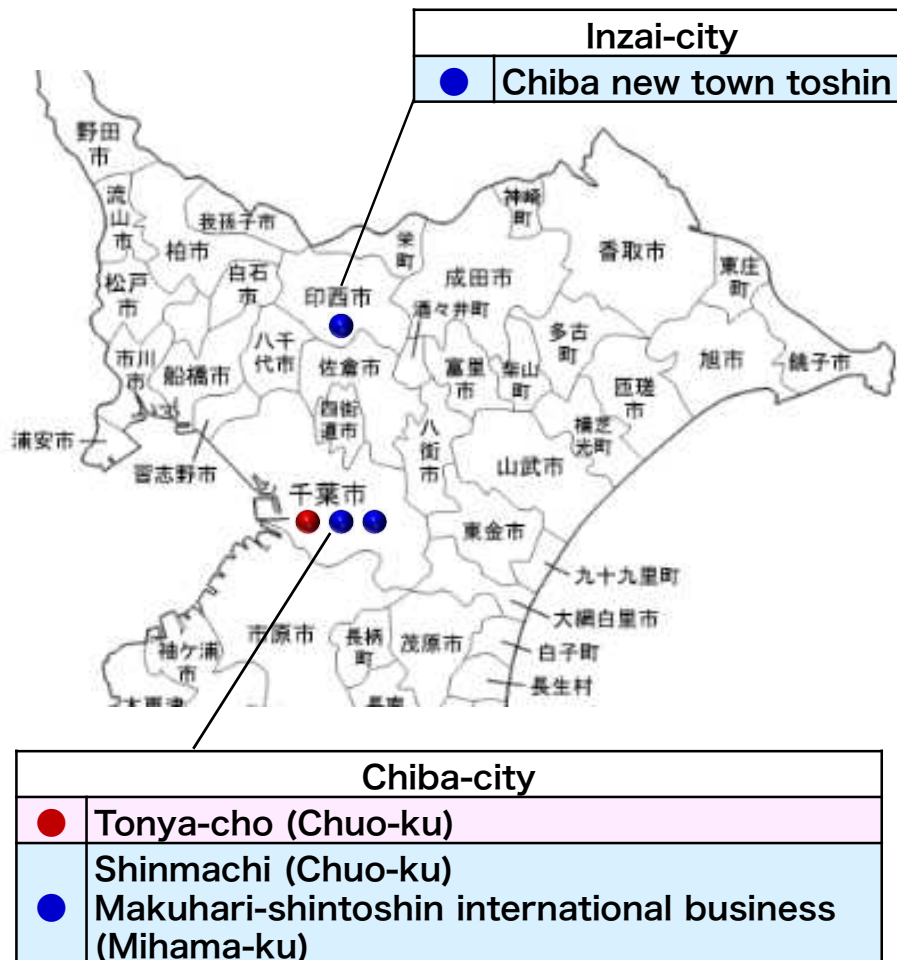 Inzai-city
Chiba new town toshin
野田
市
流
山
市
我孫子市
柏市
神崎
町
栄
町
香取市
東庄
町
成田市
白石
市
松戸
市
印西市
酒々井町
多古
町
八千
代市
市川
市
船橋市
佐倉市
富里
市
柴山
町
旭市
銚子市
匝瑳
市
四街
道市
横芝
光町
八
街
市
浦安市
習志野市
山武市
千葉市
東金市
九十九里町
大網白里市
市原市
長柄
町
茂原市
白子町
袖ケ浦
市
長生村
木更津
長南
Chiba-city
Tonya-cho (Chuo-ku)
Shinmachi (Chuo-ku)
Makuhari-shintoshin international business
(Mihama-ku)